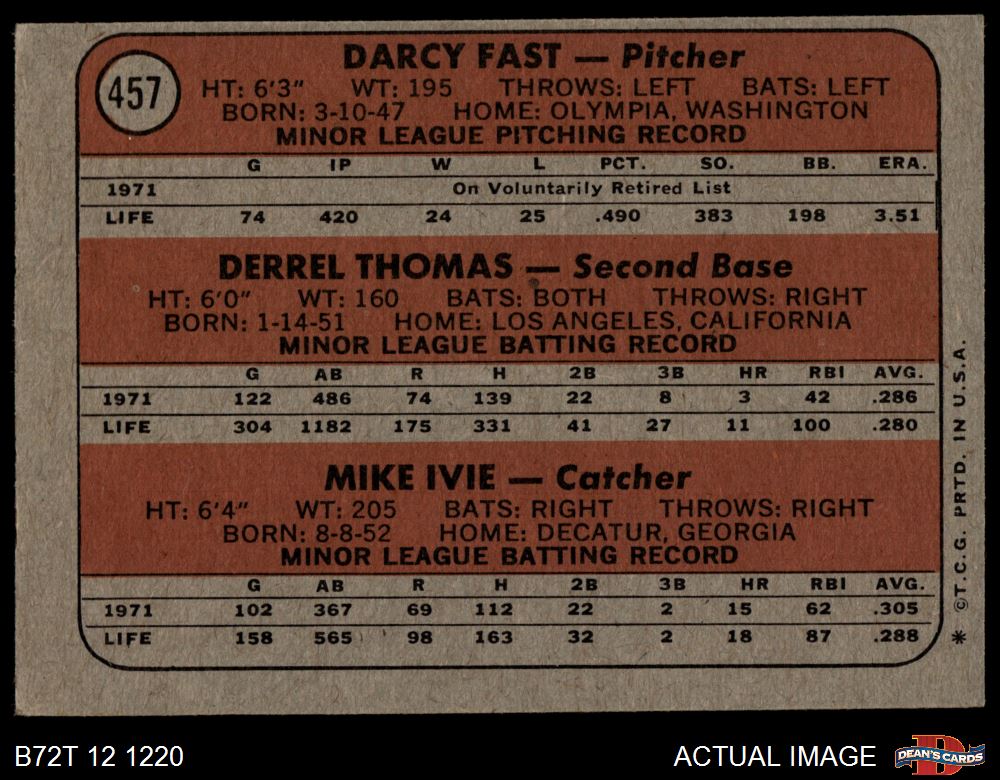 457
DARCY FAST — Pitcher
HT: 6'3" WT: 195 THROWS: LEFT BATS: LEFT
BORN: 3-10-47 HOME: OLYMPIA, WASHINGTON
MINOR LEAGUE PITCHING RECORD
G IP W L PCT. SO. BB. ERA.
1971 On Voluntarily Retired List
LIFE 74 420 24 25 .490 383 198 3.51
DERREL THOMAS — Second Base
HT: 6'0" WT: 160 BATS: BOTH THROWS: RIGHT
BORN: 1-14-51 HOME: LOS ANGELES, CALIFORNIA
MINOR LEAGUE BATTING RECORD
G AB R H 2B 3B HR RBI AVG.
1971 122 486 74 139 22 8 3 42 .286
LIFE 304 1182 175 331 41 27 11 100 .280
MIKE IVIE — Catcher
HT: 6'4" WT: 205 BATS: RIGHT THROWS: RIGHT
BORN: 8-8-52 HOME: DECATUR, GEORGIA
MINOR LEAGUE BATTING RECORD
G AB R H 2B 3B HR RBI AVG.
1971 102 367 69 112 22 2 15 62 .305
LIFE 158 565 98 163 32 2 18 87 .288
* ©T.C.G. PRTD. IN U.S.A.
B72T 12 1220
ACTUAL IMAGE
D
DEAN'S CARDS